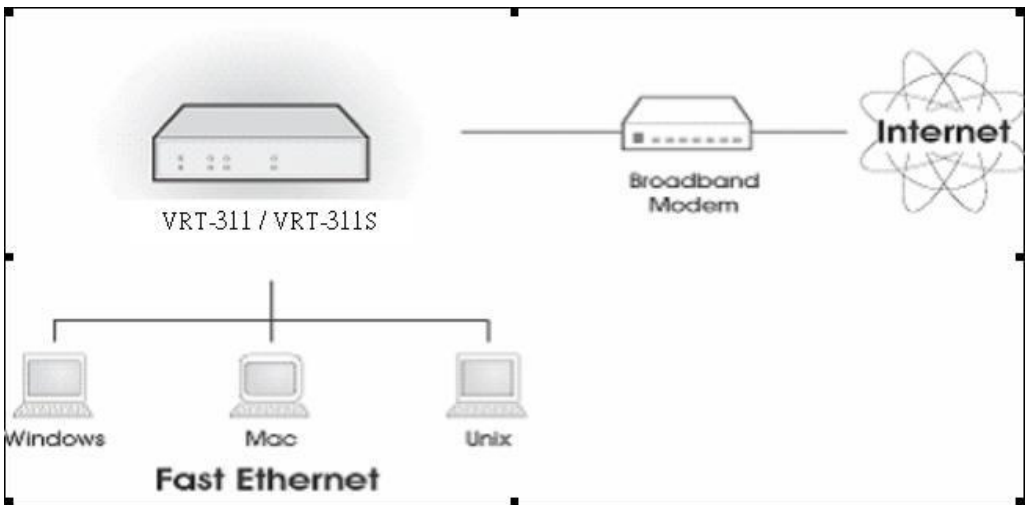 Internet
Broadband
Modem
VRT-311 / VRT-311S
Windows
Mac
Unix
Fast Ethernet